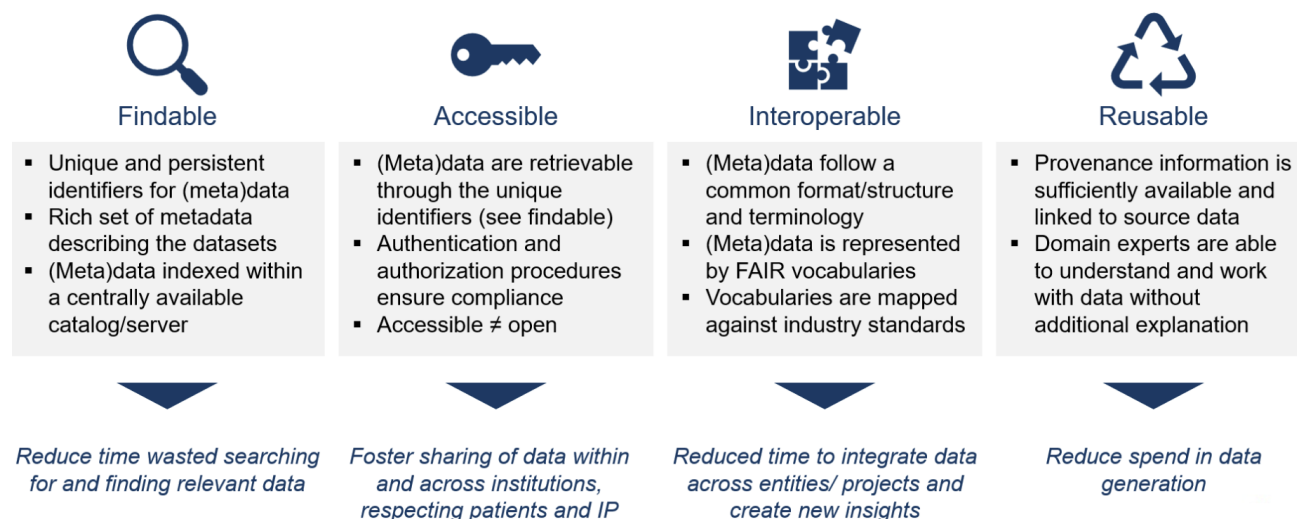 Findable
▪ Unique and persistent
identifiers for (meta)data
▪ Rich set of metadata
describing the datasets
▪ (Meta)data indexed within
a centrally available
catalog/server
Reduce time wasted searching
for and finding relevant data
Accessible
▪ (Meta)data are retrievable
through the unique
identifiers (see findable)
▪ Authentication and
authorization procedures
ensure compliance
▪ Accessible ≠ open
Foster sharing of data within
and across institutions,
respecting patients and IP
Interoperable
▪ (Meta)data follow a
common format/structure
and terminology
▪ (Meta)data is represented
by FAIR vocabularies
▪ Vocabularies are mapped
against industry standards
Reduced time to integrate data
across entities/ projects and
create new insights
Reusable
▪ Provenance information is
sufficiently available and
linked to source data
▪ Domain experts are able
to understand and work
with data without
additional explanation
Reduce spend in data
generation